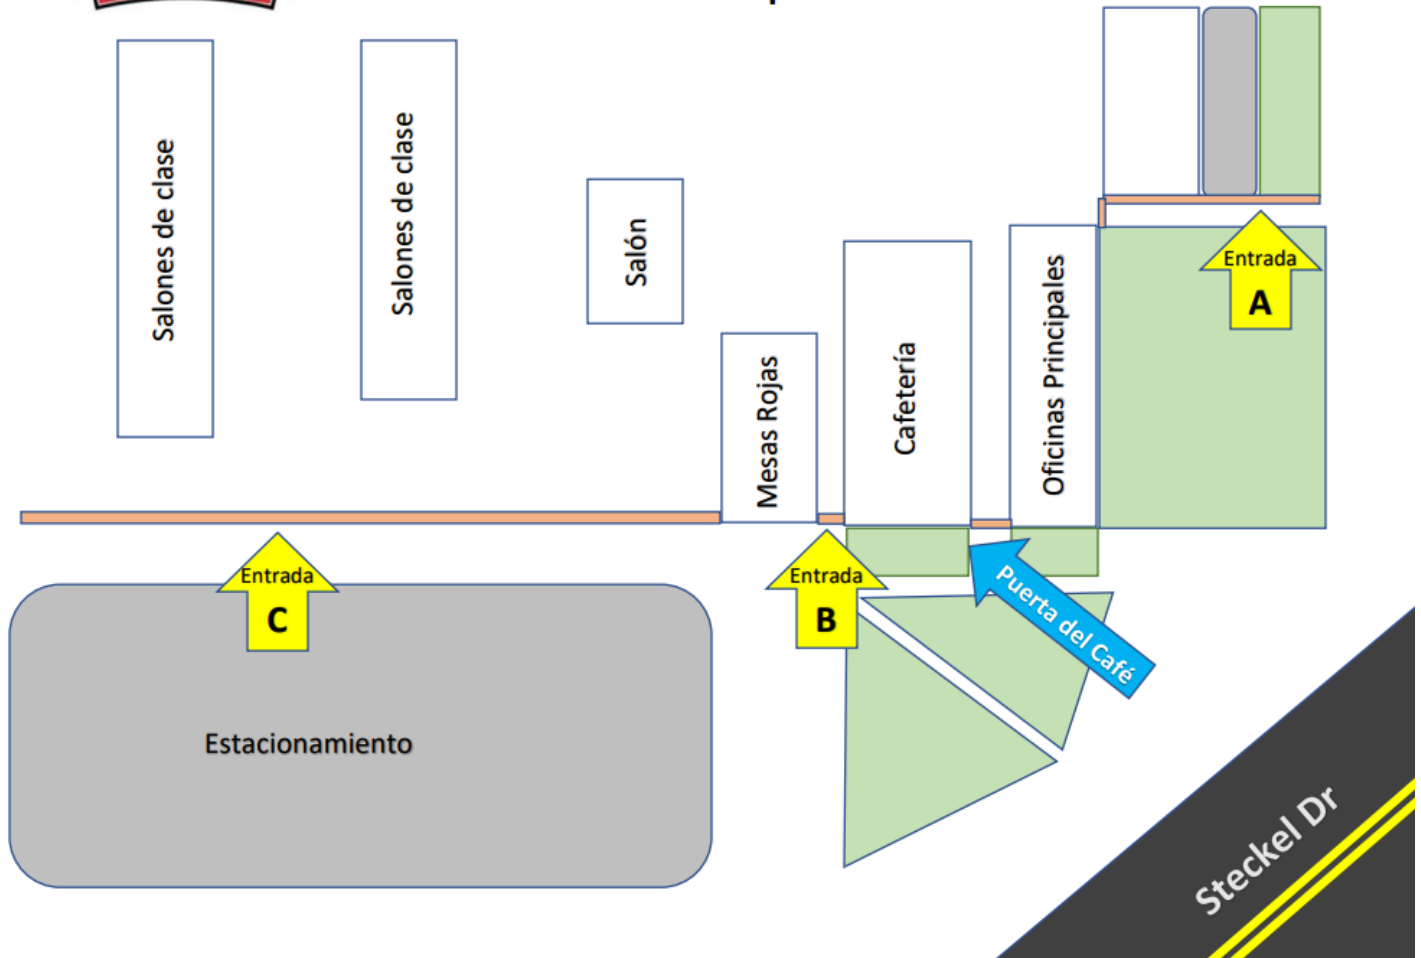 Salones de clase
Salones de clase
Salón
Mesas Rojas
Cafetería
Oficinas Principales
Entrada
A
Entrada
B
Entrada
C
Puerta del Café
Estacionamiento
Steckel Dr